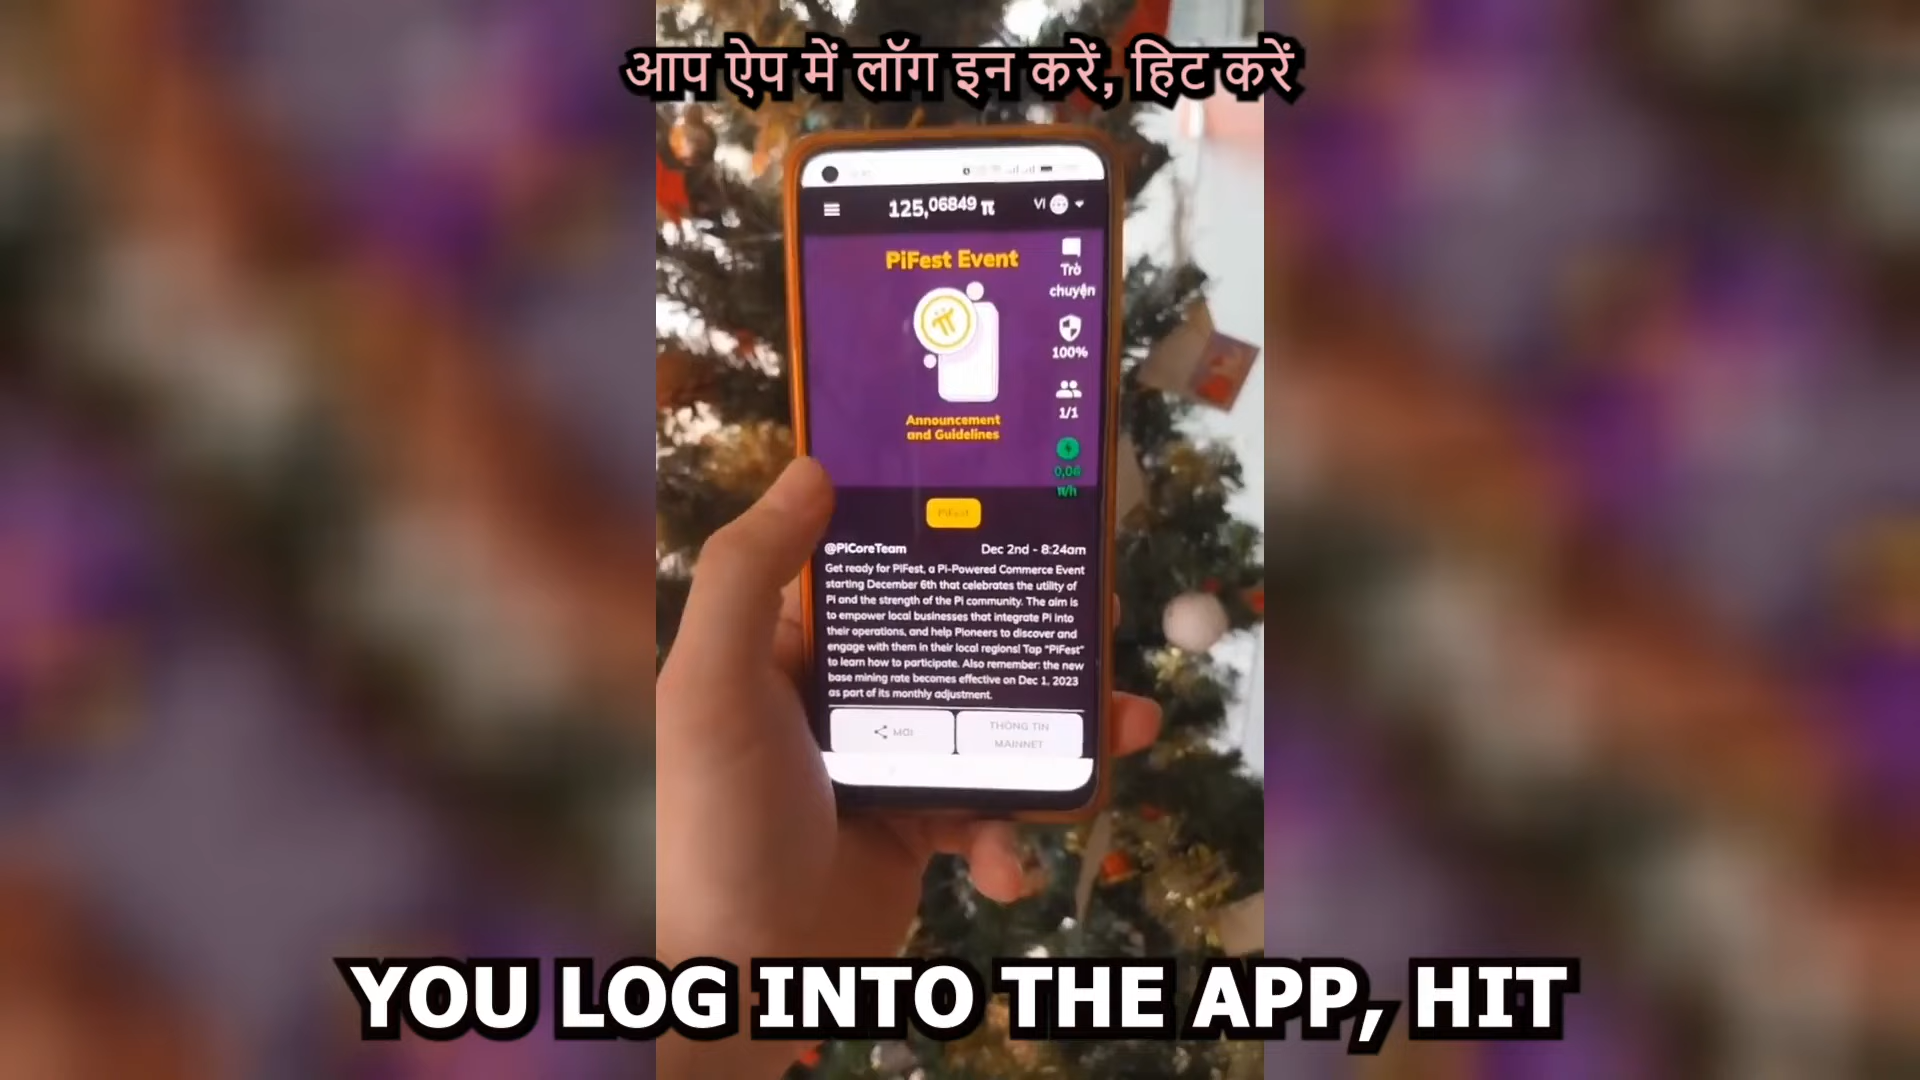 आप ऐप में लॉग इन करें, हिट करें
125,06849 π
VI
PiFest Event
Trò
chuyện
100%
1/1
Announcement
and Guidelines
0,06
π/h
PiFest
@PiCoreTeam
Dec 2nd - 8:24am
Get ready for PiFest, a Pi-Powered Commerce Event
starting December 6th that celebrates the utility of
Pi and the strength of the Pi community. The aim is
to empower local businesses that integrate Pi into
their operations, and help Pioneers to discover and
engage with them in their local regions! Tap "PiFest"
to learn how to participate. Also remember: the new
base mining rate becomes effective on Dec 1, 2023
as part of its monthly adjustment.
MỜI
THÔNG TIN
MAINNET
YOU LOG INTO THE APP, HIT